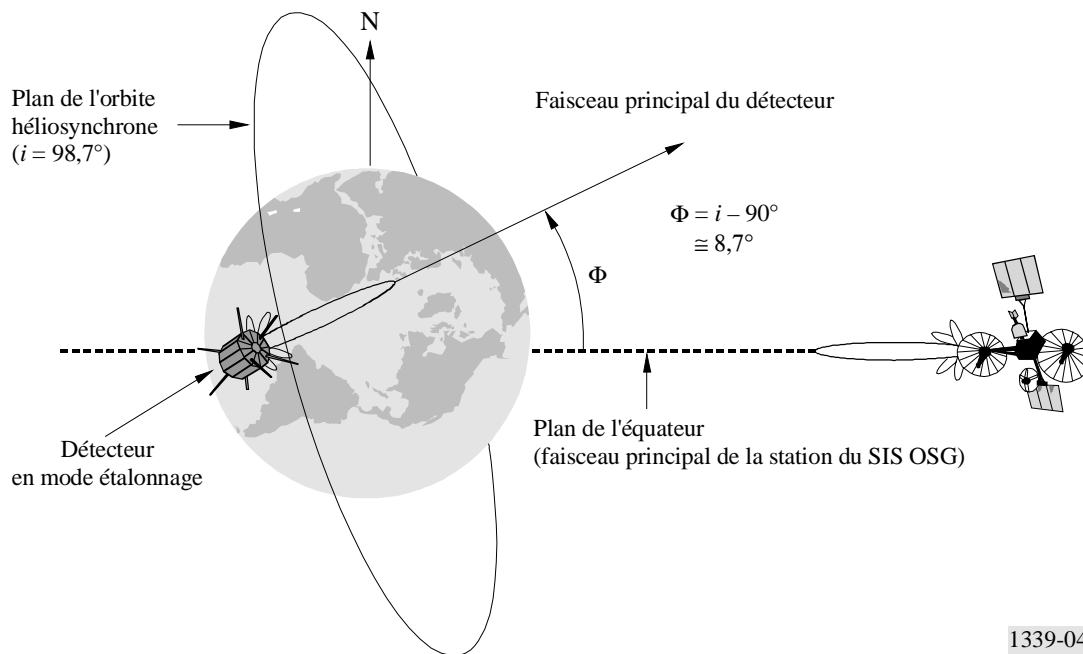 N
Plan de l'orbite
héliosynchrone
(i = 98,7°)
Faisceau principal du détecteur
Φ = i – 90°
≅ 8,7°
Φ
Détecteur
en mode étalonnage
Plan de l'équateur
(faisceau principal de la station du SIS OSG)
1339-04